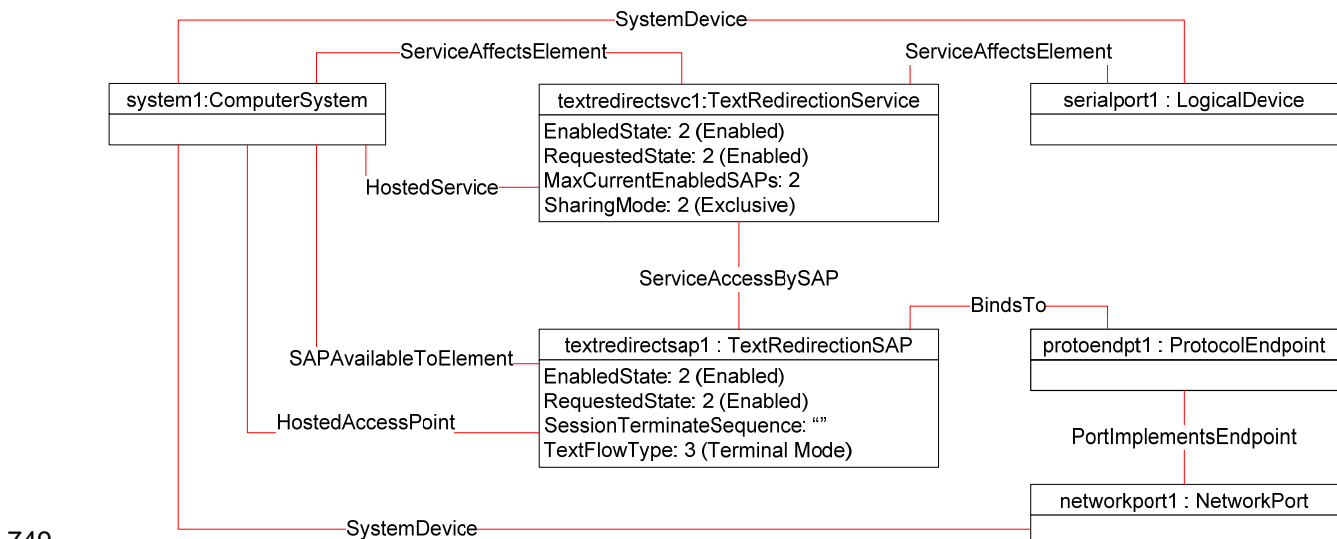 SystemDevice
ServiceAffectsElement
ServiceAffectsElement
system1:ComputerSystem
textredirectsvc1:TextRedirectionService
EnabledState: 2 (Enabled)
RequestedState: 2 (Enabled)
MaxCurrentEnabledSAPs: 2
SharingMode: 2 (Exclusive)
serialport1 : LogicalDevice
HostedService
ServiceAccessBySAP
BindsTo
textredirectsap1 : TextRedirectionSAP
EnabledState: 2 (Enabled)
RequestedState: 2 (Enabled)
SessionTerminateSequence: “”
TextFlowType: 3 (Terminal Mode)
protoendpt1 : ProtocolEndpoint
SAPAvailableToElement
HostedAccessPoint
PortImplementsEndpoint
networkport1 : NetworkPort
SystemDevice
749